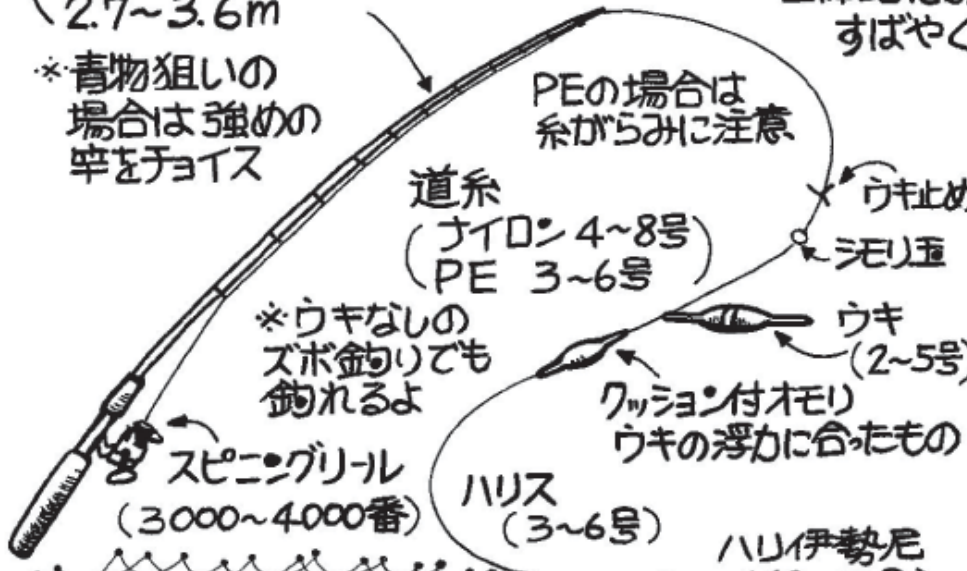 2.7~3.6m
※青物狙いの
場合は強めの
竿をチョイス
すばやく
PEの場合は
糸がらみに注意
道糸
(ナイロン4~8号)
(PE 3~6号)
ウキ止め
シモリ玉
※ウキなしの
ズボ釣りでも
釣れるよ
ウキ
(2~5号)
クッション付オモリ
ウキの浮力に合ったもの
スピニングリール
(3000~4000番)
ハリス
(3~6号)
ハリ伊勢尼